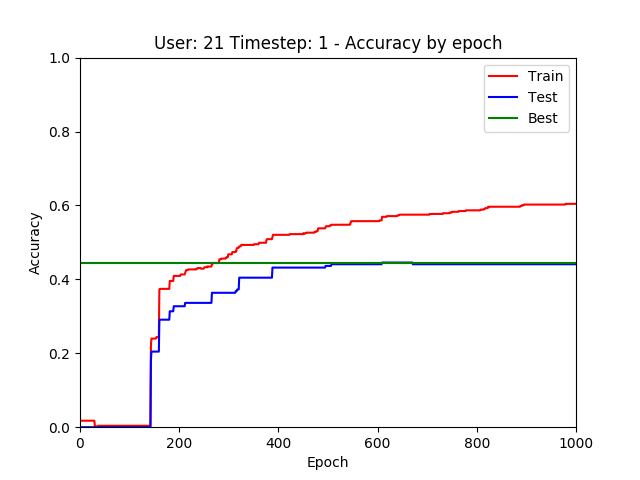 User: 21 Timestep: 1 - Accuracy by epoch
1.0
0.8
0.6
0.4
0.2
0.0
Accuracy
Train
Test
Best
0 200 400 600 800 1000
Epoch